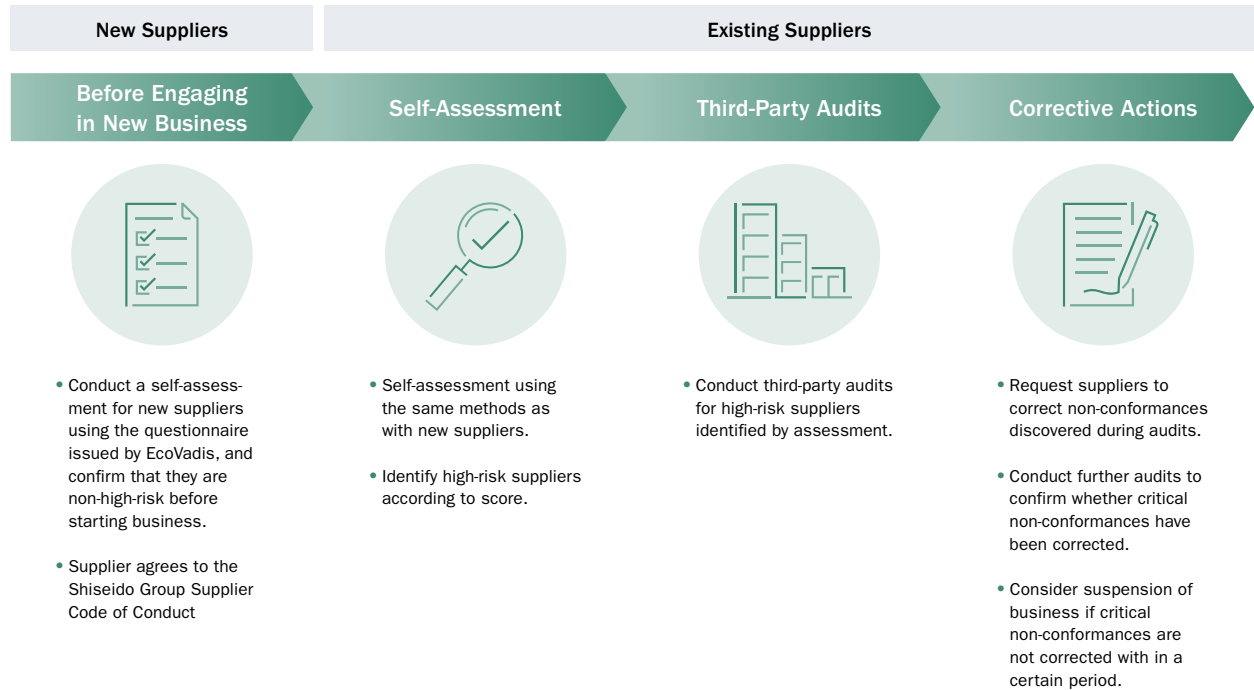 New Suppliers
Existing Suppliers
Before Engaging
in New Business
Self-Assessment
Third-Party Audits
Corrective Actions
• Conduct a self-assess-
ment for new suppliers
using the questionnaire
issued by EcoVadis, and
confirm that they are
non-high-risk before
starting business.
• Supplier agrees to the
Shiseido Group Supplier
Code of Conduct
• Self-assessment using
the same methods as
with new suppliers.
• Identify high-risk suppliers
according to score.
• Conduct third-party audits
for high-risk suppliers
identified by assessment.
• Request suppliers to
correct non-conformances
discovered during audits.
• Conduct further audits to
confirm whether critical
non-conformances have
been corrected.
• Consider suspension of
business if critical
non-conformances are
not corrected with in a
certain period.